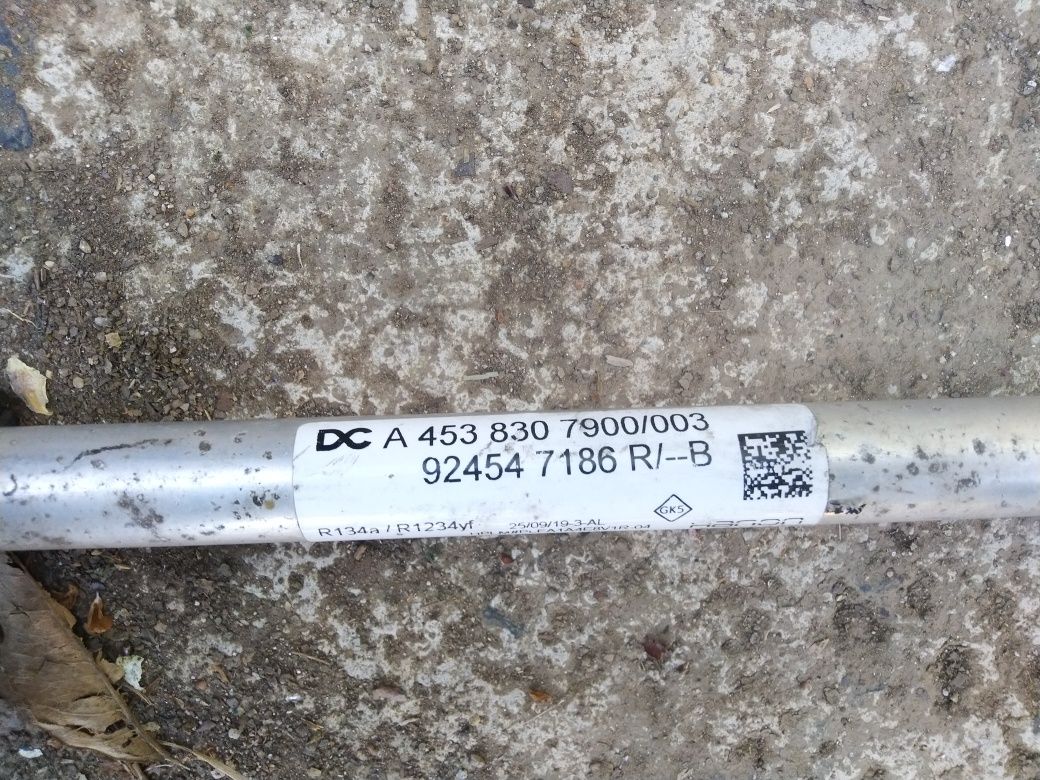 DC A 453 830 7900/003
92454 7186 R/--B
GK5
R134a / R1234yf 25/09/19-3-AL